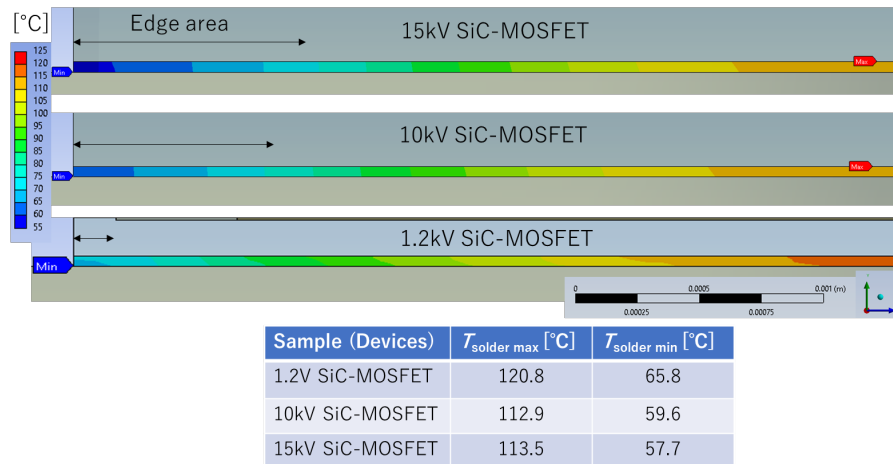 [°C]
Edge area
15kV SiC-MOSFET
125
120
115
110
105
100
95
90
85
80
75
70
65
60
55
Min
Max
10kV SiC-MOSFET
Min
Max
1.2kV SiC-MOSFET
Min
0 0.0005 0.001 (m)
0.00025 0.00075
Sample (Devices) Tsolder max [°C] Tsolder min [°C]
1.2V SiC-MOSFET 120.8 65.8
10kV SiC-MOSFET 112.9 59.6
15kV SiC-MOSFET 113.5 57.7